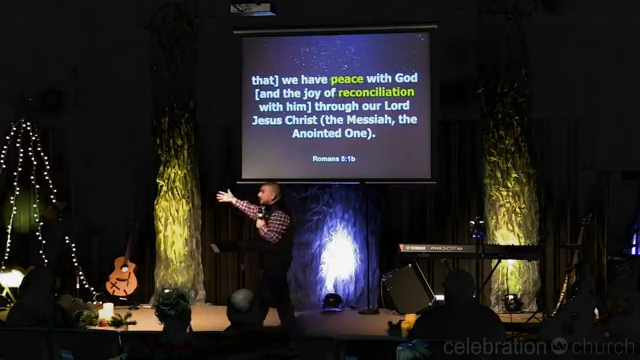 that] we have peace with God
[and the joy of reconciliation
with him] through our Lord
Jesus Christ (the Messiah, the
Anointed One).
Romans 5:1b
YAMAHA
celebration church